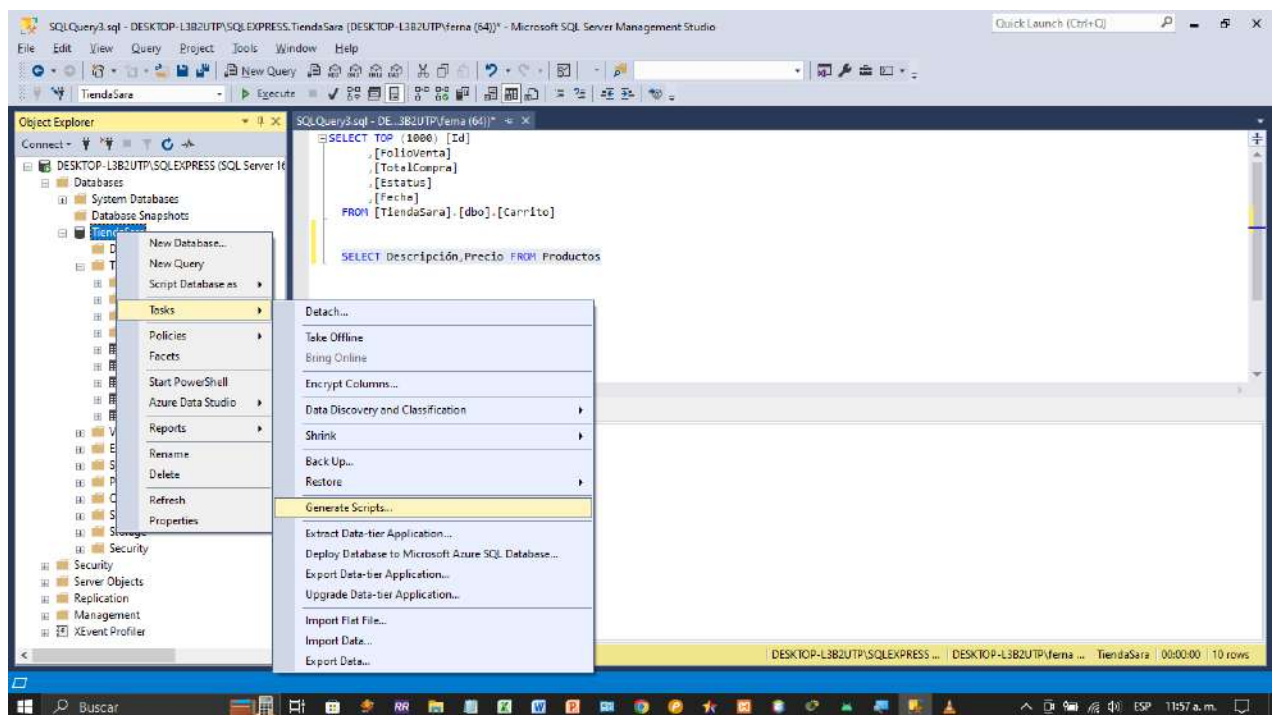 SQLQuery3.sql - DESKTOP-L3B2UTP\SQLEXPRESS.TiendaSara (DESKTOP-L3B2UTP\ferna (64))* - Microsoft SQL Server Management Studio
Quick Launch (Ctrl+Q)
File Edit View Query Project Tools Window Help
New Query
TiendaSara
Execute
Object Explorer
SQLQuery3.sql - DE...3B2UTP\ferna (64))*
Connect
DESKTOP-L3B2UTP\SQLEXPRESS (SQL Server 16
Databases
System Databases
Database Snapshots
SELECT TOP (1000) [Id]
,[FolioVenta]
,[TotalCompra]
,[Estatus]
,[Fecha]
FROM [TiendaSara].[dbo].[Carrito]
SELECT Descripción,Precio FROM Productos
New Database...
New Query
Script Database as
Tasks
Policies
Facets
Start PowerShell
Azure Data Studio
Reports
Rename
Delete
Refresh
Properties
Detach...
Take Offline
Bring Online
Encrypt Columns...
Data Discovery and Classification
Shrink
Back Up...
Restore
Generate Scripts...
Extract Data-tier Application...
Deploy Database to Microsoft Azure SQL Database...
Export Data-tier Application...
Upgrade Data-tier Application...
Import Flat File...
Import Data...
Export Data...
Security
Security
Server Objects
Replication
Management
XEvent Profiler
DESKTOP-L3B2UTP\SQLEXPRESS ... DESKTOP-L3B2UTP\ferna ... TiendaSara 00:00:00 10 rows
Buscar
ESP 11:57 a. m.